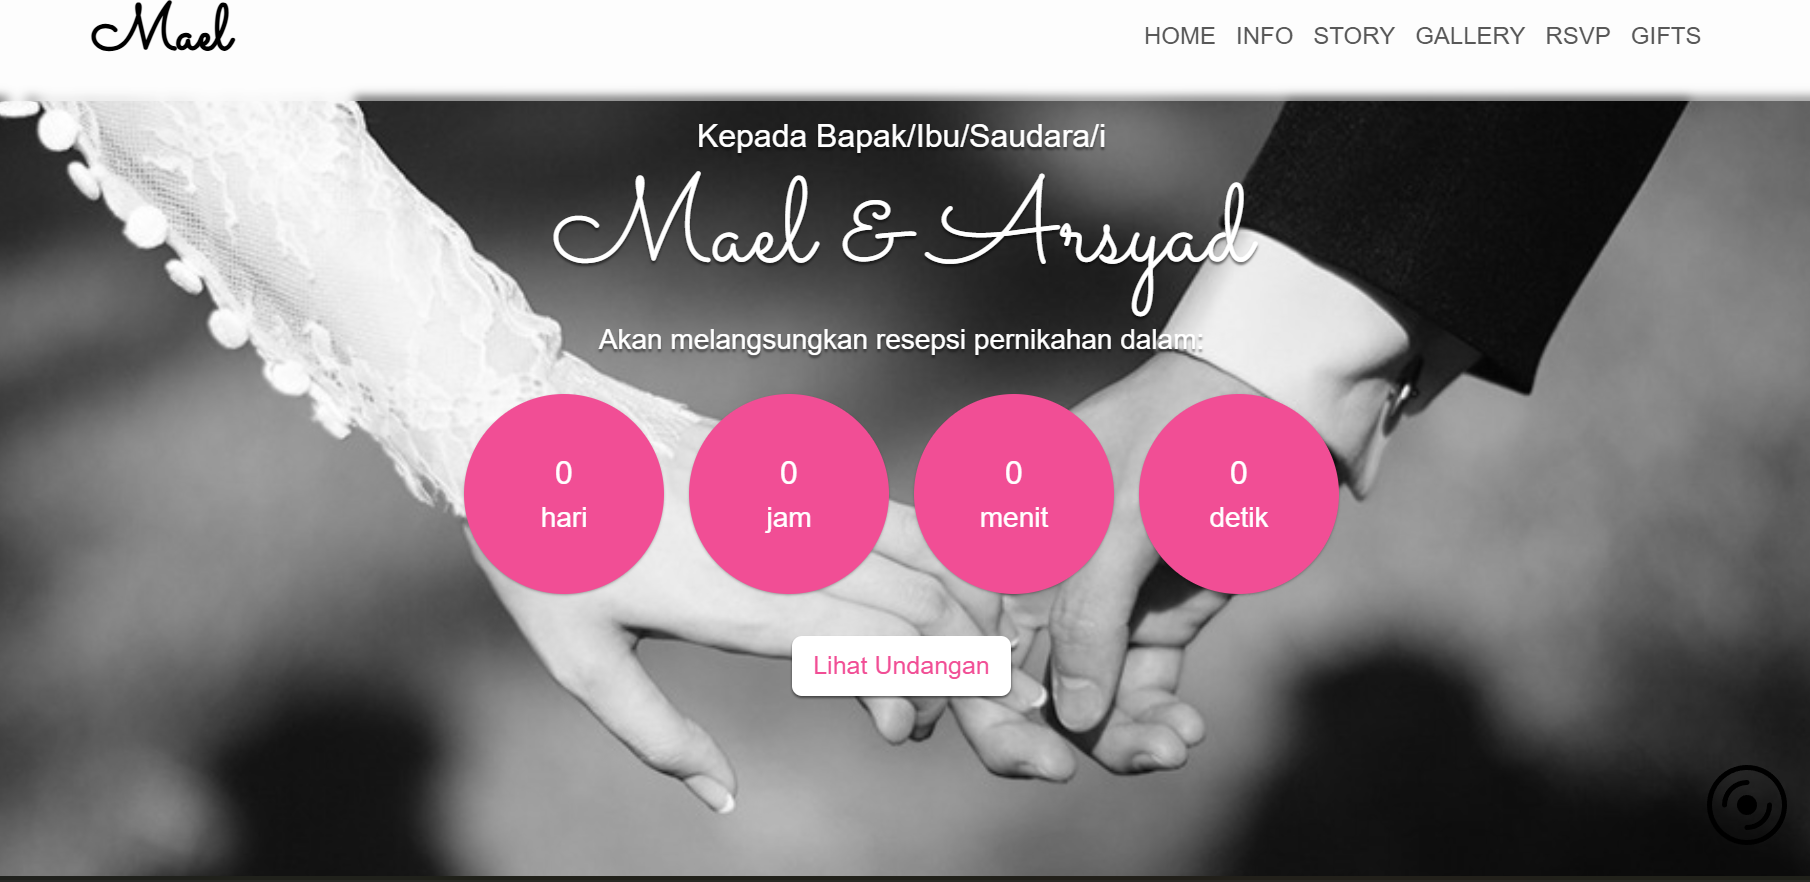 Mael
HOME INFO STORY GALLERY RSVP GIFTS
Kepada Bapak/Ibu/Saudara/i
Mael & Arsyad
Akan melangsungkan resepsi pernikahan dalam:
0 0 0 0
hari jam menit detik
Lihat Undangan